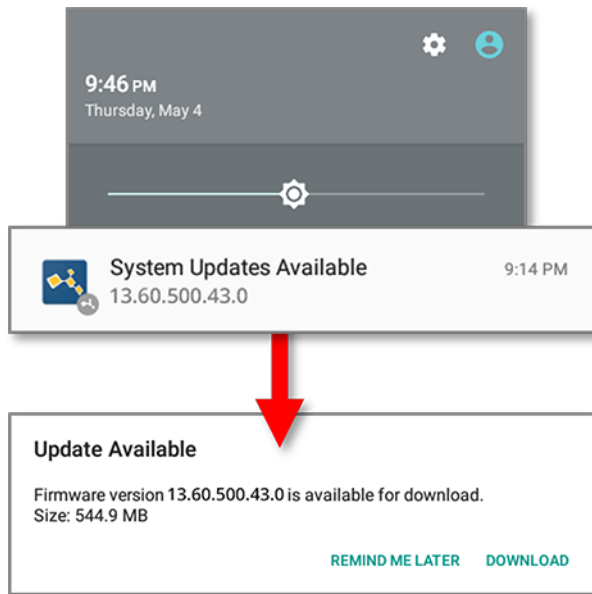 9:46 PM
Thursday, May 4
System Updates Available 9:14 PM
13.60.500.43.0
Update Available
Firmware version 13.60.500.43.0 is available for download.
Size: 544.9 MB
REMIND ME LATER DOWNLOAD